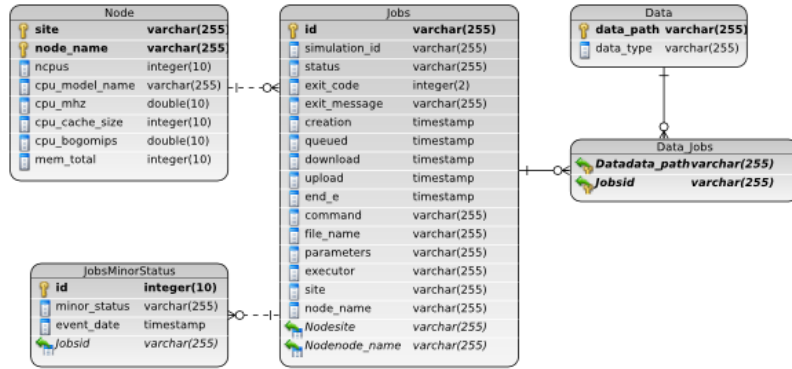 Node
site varchar(255)
node_name varchar(255)
ncpus integer(10)
cpu_model_name varchar(255)
cpu_mhz double(10)
cpu_cache_size integer(10)
cpu_bogomips double(10)
mem_total integer(10)
Jobs
id varchar(255)
simulation_id varchar(255)
status varchar(255)
exit_code integer(2)
exit_message varchar(255)
creation timestamp
queued timestamp
download timestamp
upload timestamp
end_e timestamp
command varchar(255)
file_name varchar(255)
parameters varchar(255)
executor varchar(255)
site varchar(255)
node_name varchar(255)
Nodesite varchar(255)
Nodenode_name varchar(255)
Data
data_path varchar(255)
data_type varchar(255)
Data_Jobs
Datadata_pathvarchar(255)
Jobsid varchar(255)
JobsMinorStatus
id integer(10)
minor_status varchar(255)
event_date timestamp
Jobsid varchar(255)